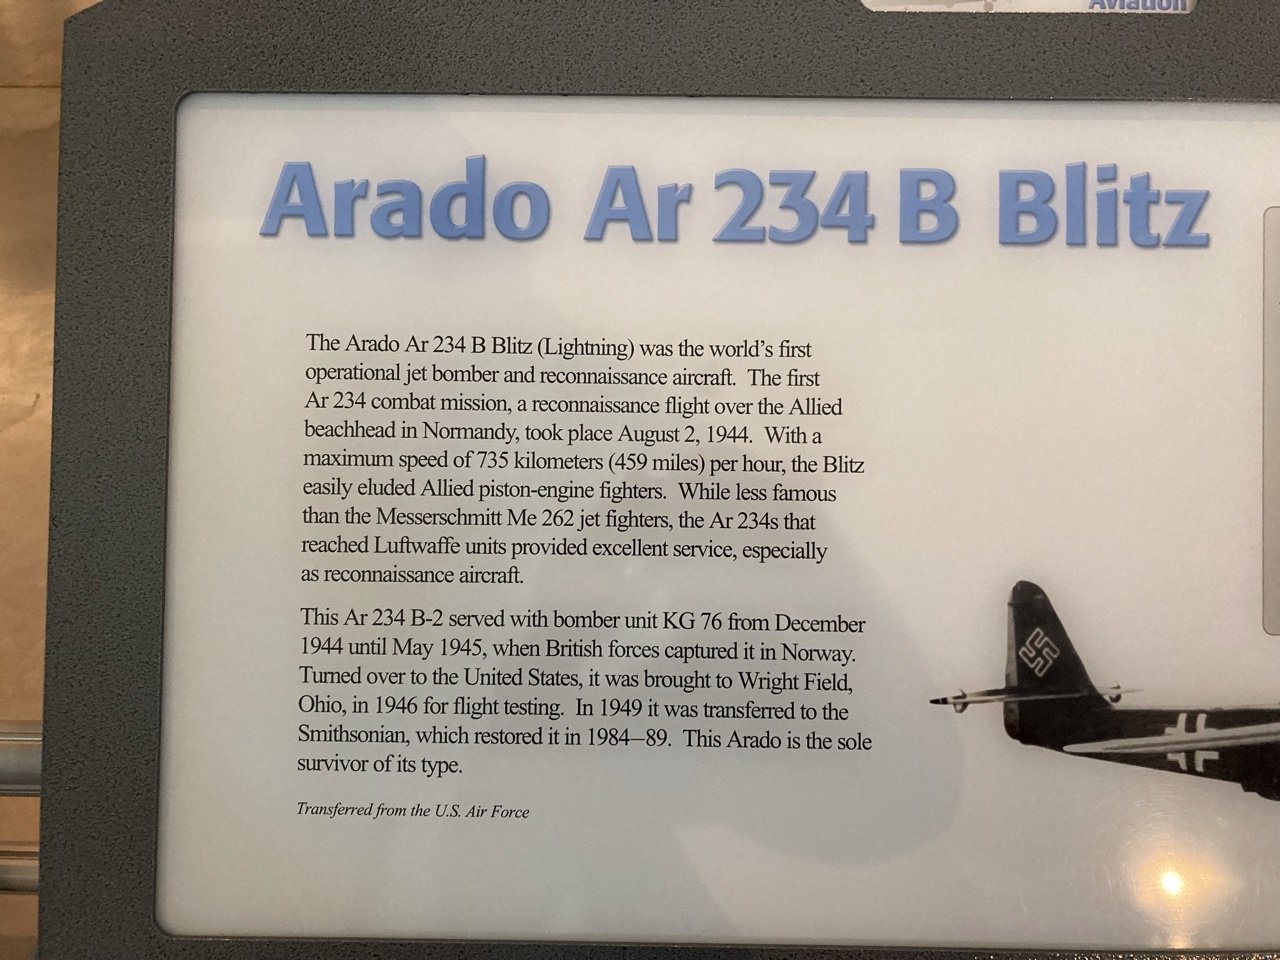 Aviation
Arado Ar 234 B Blitz
The Arado Ar 234 B Blitz (Lightning) was the world's first
operational jet bomber and reconnaissance aircraft. The first
Ar 234 combat mission, a reconnaissance flight over the Allied
beachhead in Normandy, took place August 2, 1944. With a
maximum speed of 735 kilometers (459 miles) per hour, the Blitz
easily eluded Allied piston-engine fighters. While less famous
than the Messerschmitt Me 262 jet fighters, the Ar 234s that
reached Luftwaffe units provided excellent service, especially
as reconnaissance aircraft.
This Ar 234 B-2 served with bomber unit KG 76 from December
1944 until May 1945, when British forces captured it in Norway.
Turned over to the United States, it was brought to Wright Field,
Ohio, in 1946 for flight testing. In 1949 it was transferred to the
Smithsonian, which restored it in 1984–89. This Arado is the sole
survivor of its type.
Transferred from the U.S. Air Force